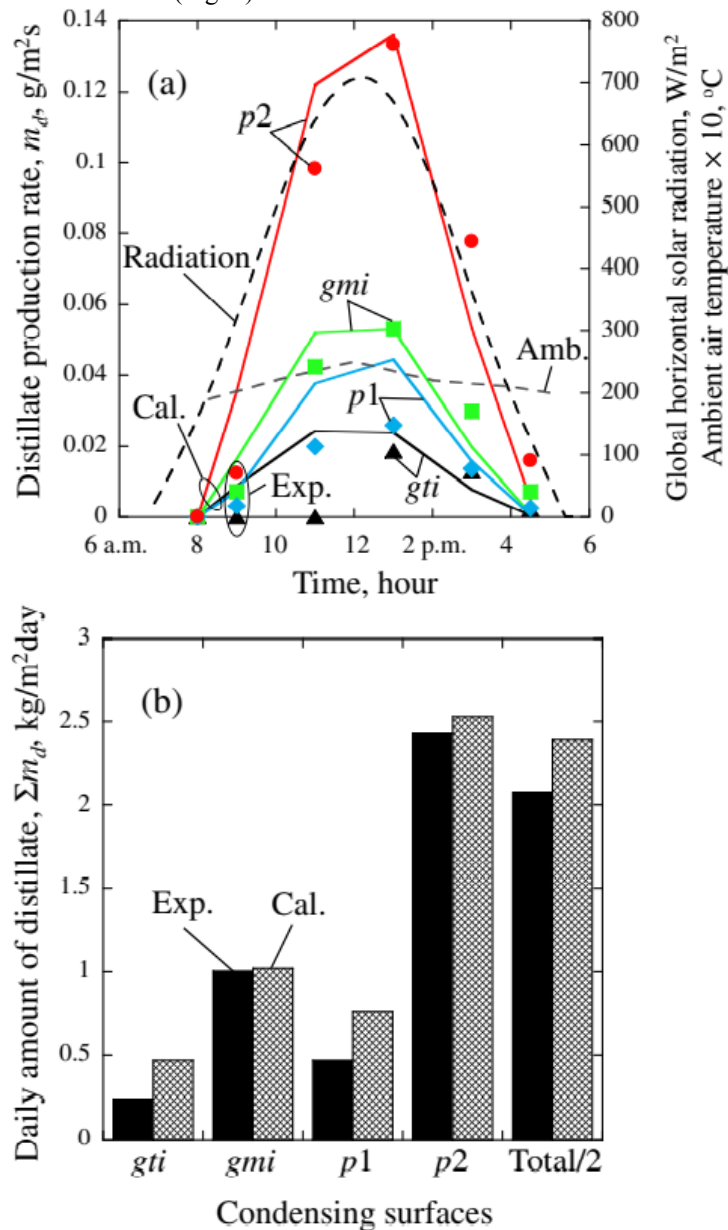 0.14
0.12
0.1
0.08
0.06
0.04
0.02
0
Distillate production rate, m_d, g/m²s
(a)
p2
Radiation
gmi
Amb.
p1
Cal.
Exp.
gti
800
700
600
500
400
300
200
100
0
Global horizontal solar radiation, W/m²
Ambient air temperature × 10, °C
6 a.m. 8 10 12 2 p.m. 4 6
Time, hour
3
2.5
2
1.5
1
0.5
0
Daily amount of distillate, Σm_d, kg/m²day
(b)
Exp. Cal.
gti gmi p1 p2 Total/2
Condensing surfaces